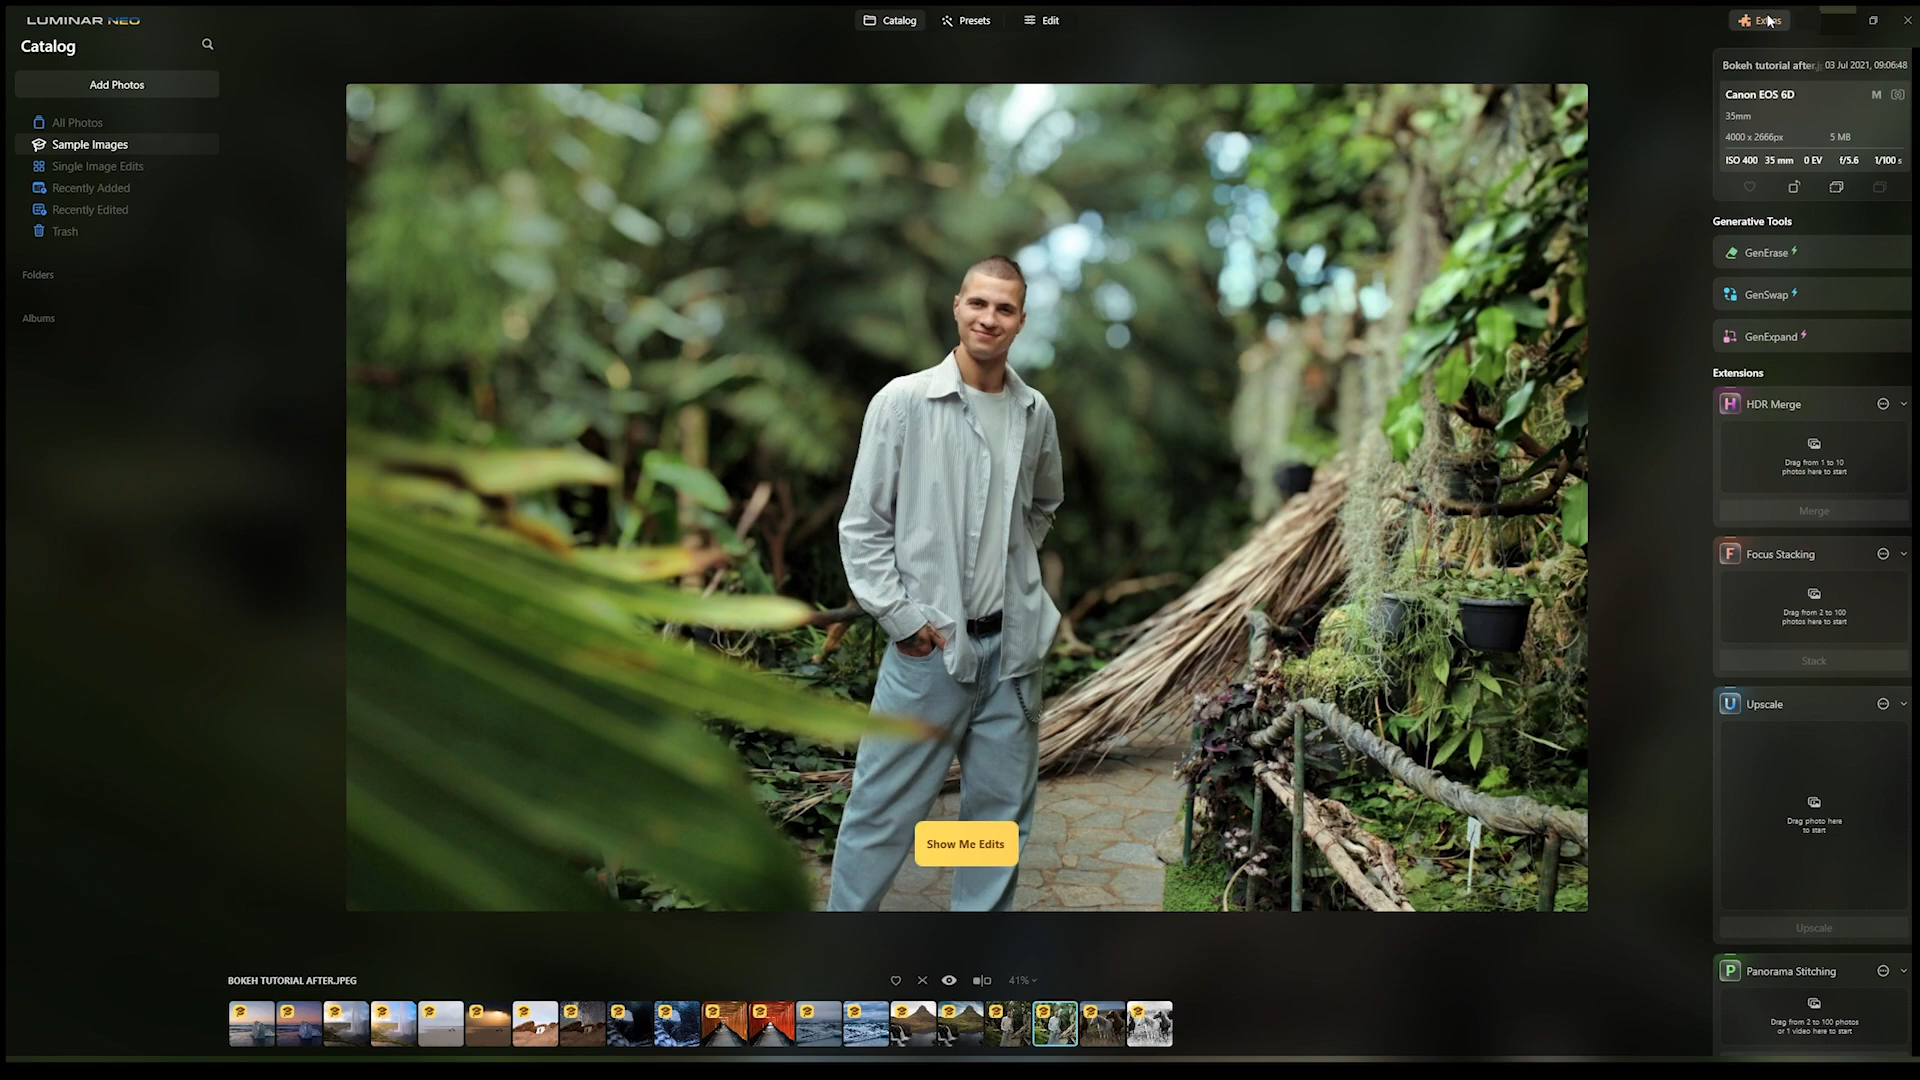 LUMINAR NEO
Catalog
Presets
Edit
Extras
Catalog
Add Photos
All Photos
Sample Images
Single Image Edits
Recently Added
Recently Edited
Trash
Folders
Albums
Bokeh tutorial after.j 03 Jul 2021, 09:06:48
Canon EOS 6D M
35mm
4000 x 2666px 5 MB
ISO 400 35 mm 0 EV f/5.6 1/100 s
Generative Tools
GenErase
GenSwap
GenExpand
Extensions
H HDR Merge
Drag from 1 to 10
photos here to start
Merge
F Focus Stacking
Drag from 2 to 100
photos here to start
Stack
U Upscale
Drag photo here
to start
Upscale
P Panorama Stitching
Drag from 2 to 100 photos
or 1 video here to start
Show Me Edits
BOKEH TUTORIAL AFTER.JPEG
41%